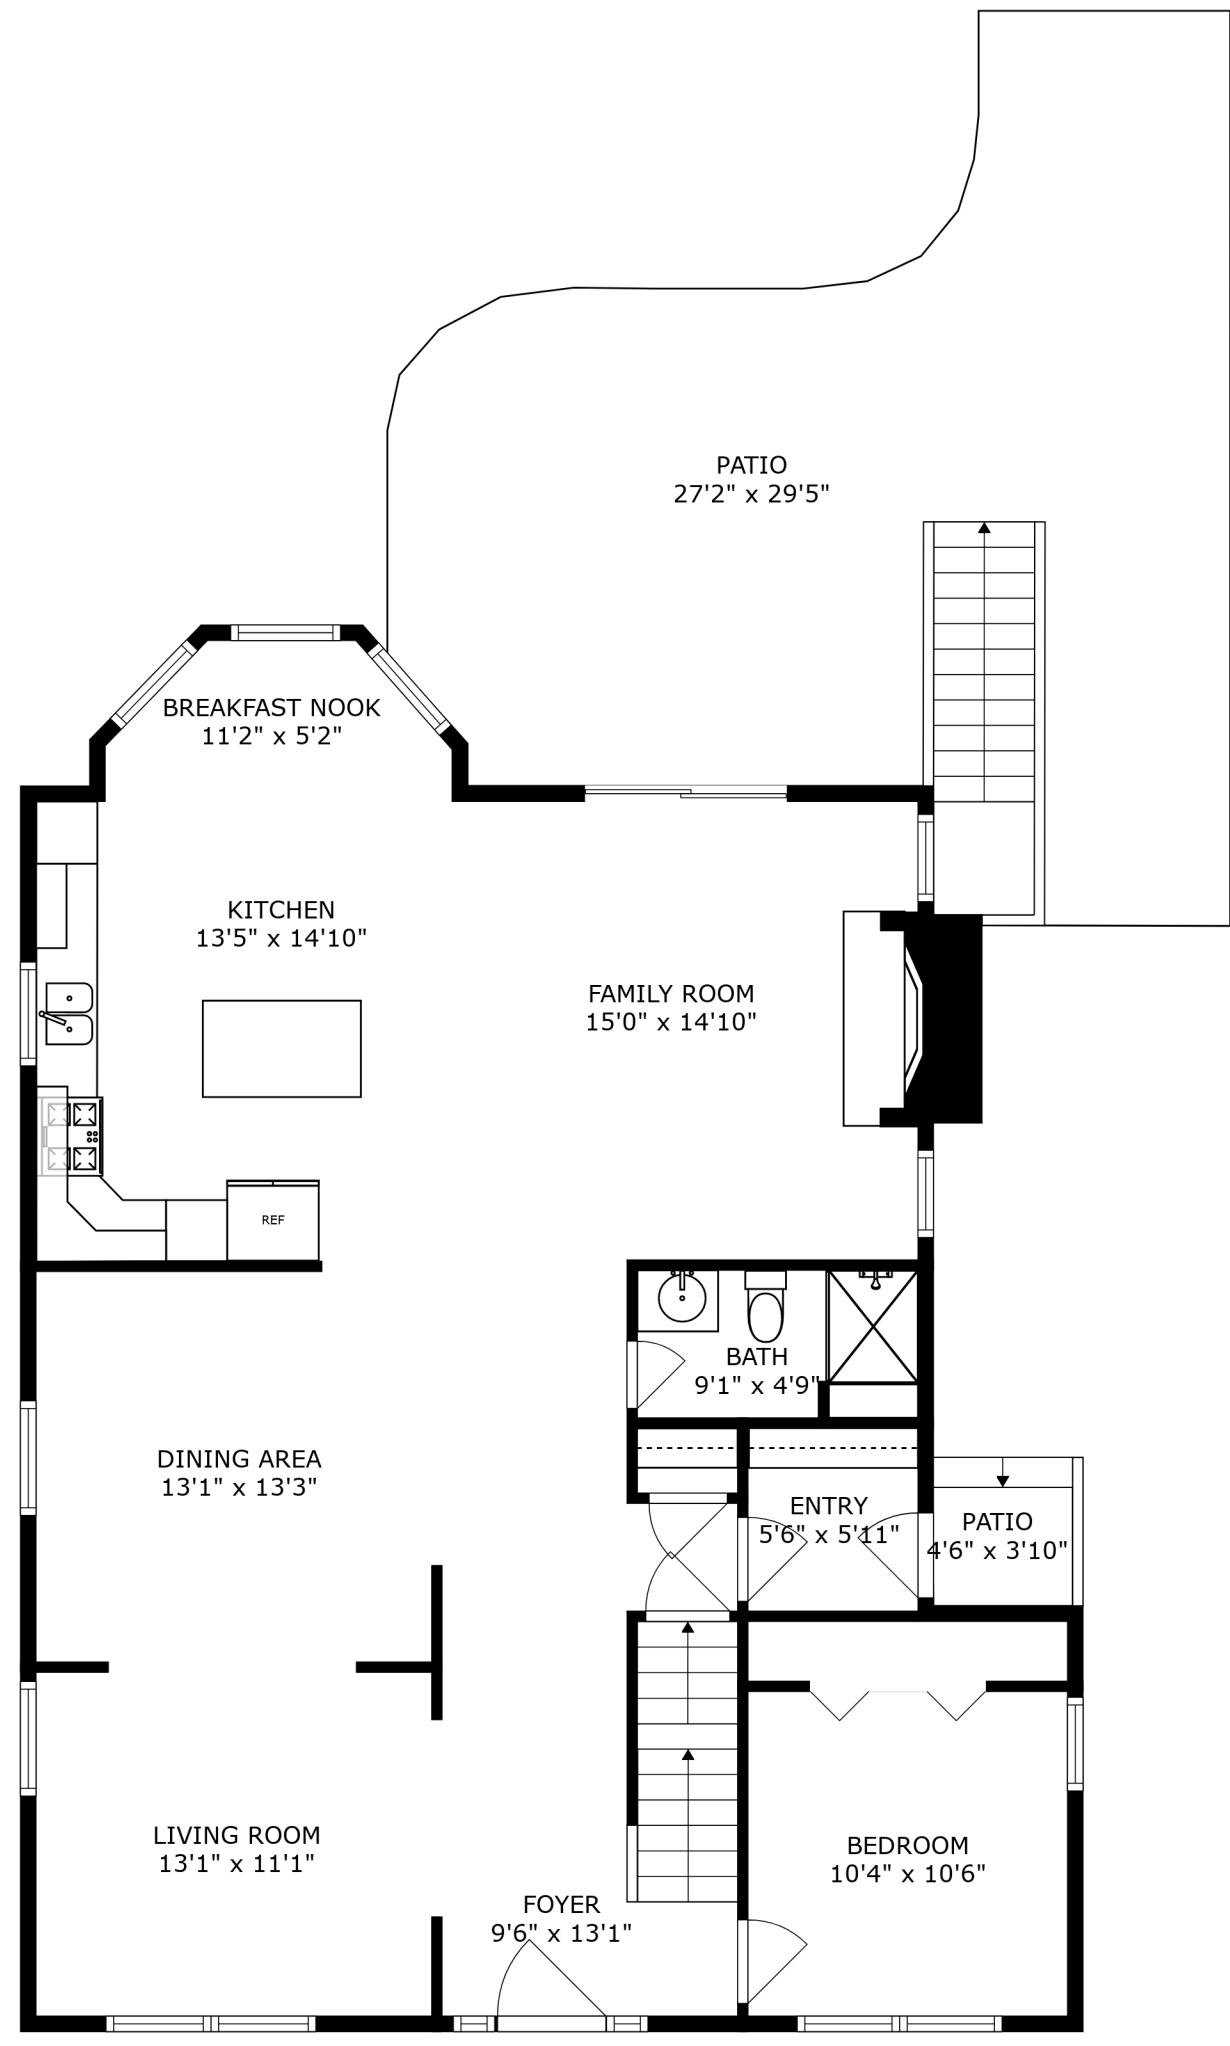 PATIO
27'2" x 29'5"
BREAKFAST NOOK
11'2" x 5'2"
KITCHEN
13'5" x 14'10"
FAMILY ROOM
15'0" x 14'10"
REF
BATH
9'1" x 4'9"
DINING AREA
13'1" x 13'3"
ENTRY
5'6" x 5'11"
PATIO
4'6" x 3'10"
LIVING ROOM
13'1" x 11'1"
BEDROOM
10'4" x 10'6"
FOYER
9'6" x 13'1"